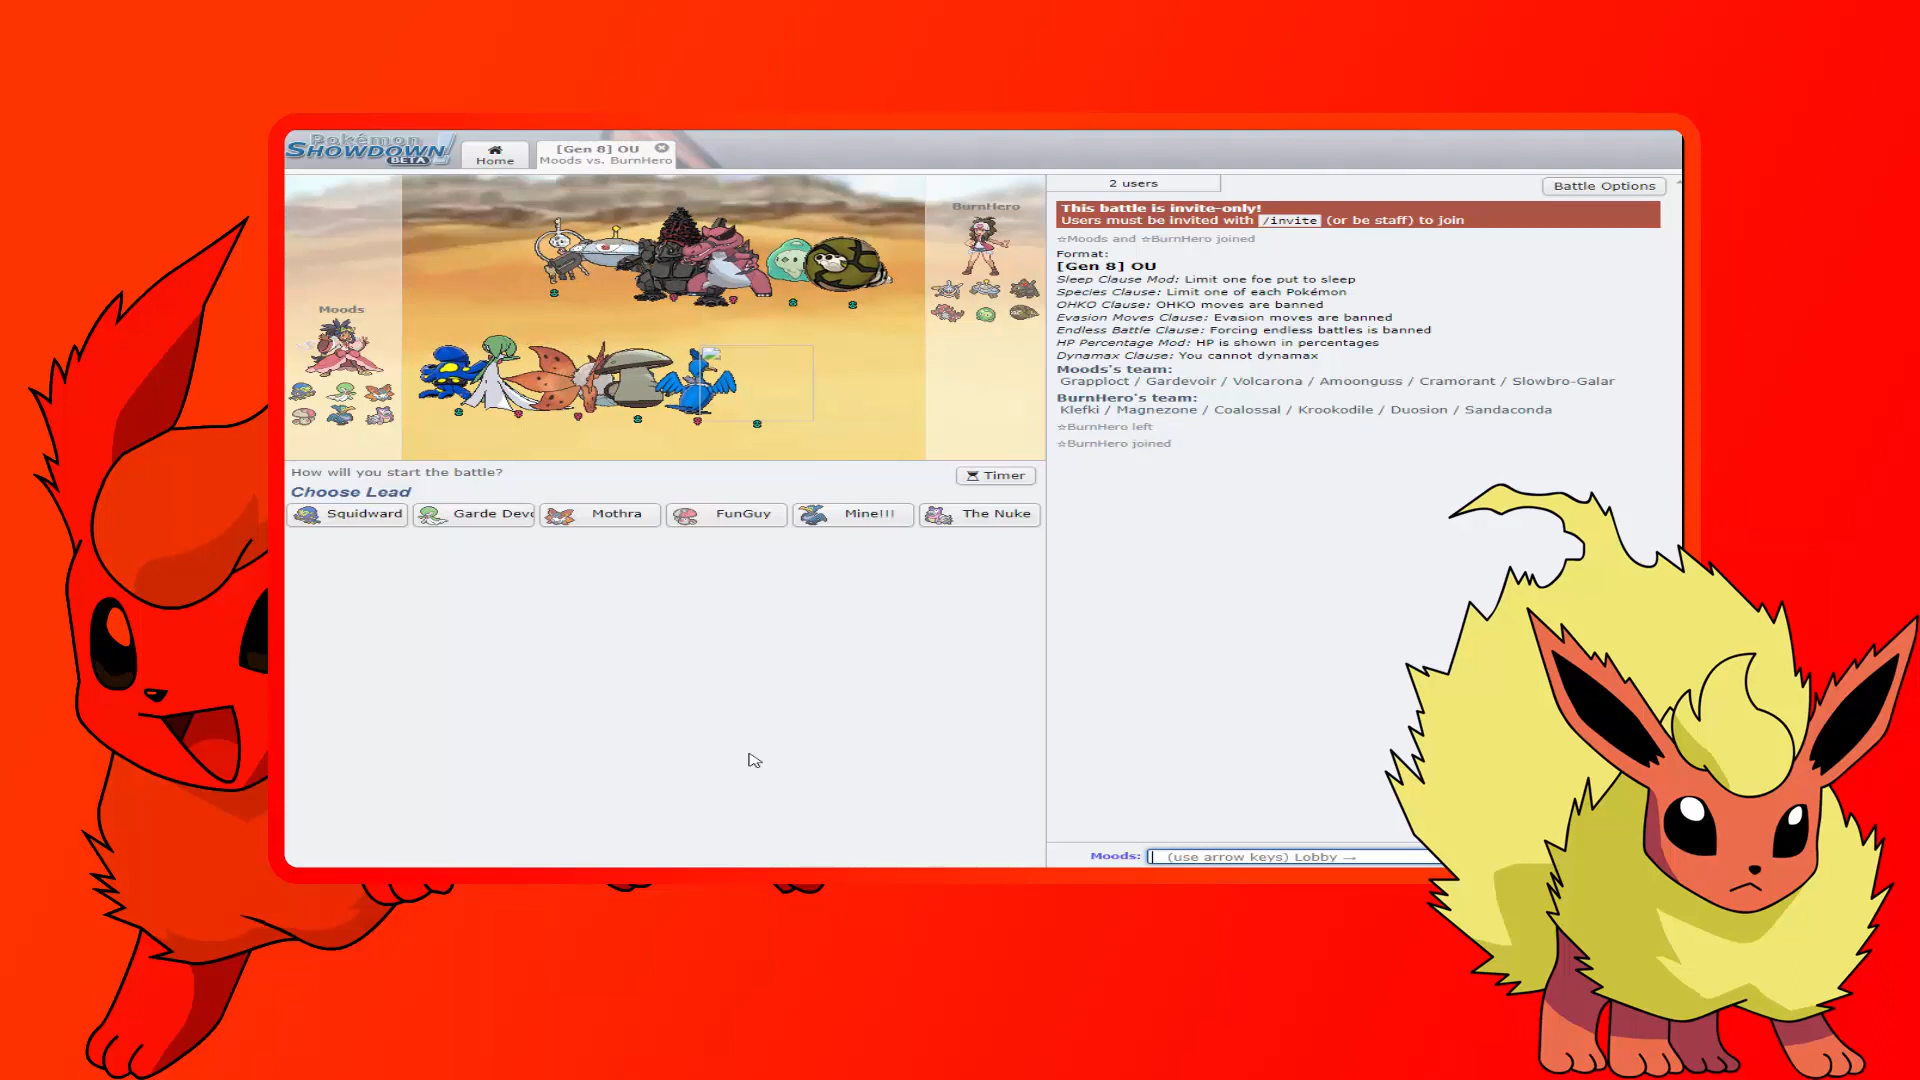 Pokémon
SHOWDOWN!
BETA
Home
[Gen 8] OU
Moods vs. BurnHero
Moods
BurnHero
How will you start the battle?
Timer
Choose Lead
Squidward
Garde Deve
Mothra
FunGuy
Mine!!!
The Nuke
2 users
Battle Options
This battle is invite-only!
Users must be invited with /invite (or be staff) to join
☆Moods and ☆BurnHero joined
Format:
[Gen 8] OU
Sleep Clause Mod: Limit one foe put to sleep
Species Clause: Limit one of each Pokémon
OHKO Clause: OHKO moves are banned
Evasion Moves Clause: Evasion moves are banned
Endless Battle Clause: Forcing endless battles is banned
HP Percentage Mod: HP is shown in percentages
Dynamax Clause: You cannot dynamax
Moods's team:
Grapploct / Gardevoir / Volcarona / Amoonguss / Cramorant / Slowbro-Galar
BurnHero's team:
Klefki / Magnezone / Coalossal / Krookodile / Duosion / Sandaconda
☆BurnHero left
☆BurnHero joined
Moods: (use arrow keys) Lobby →